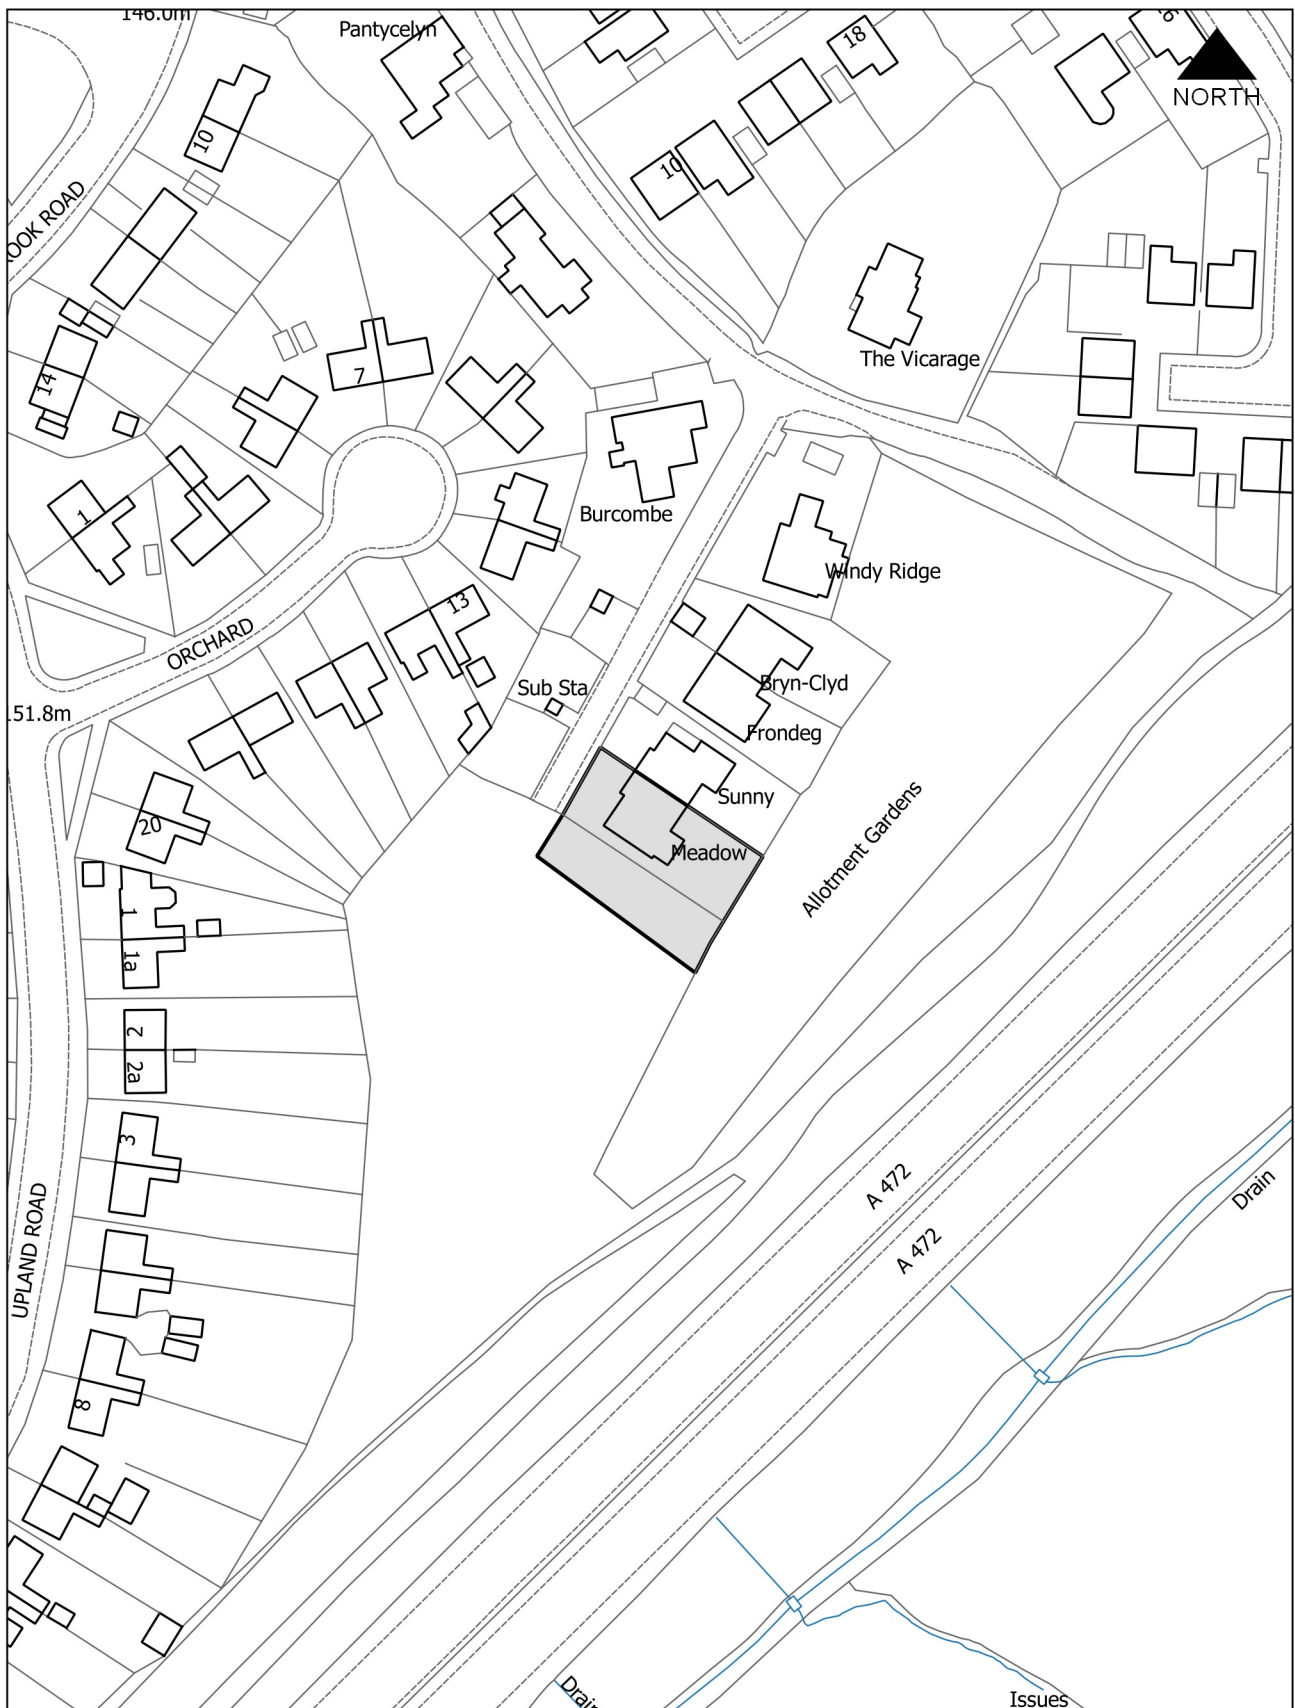 146.0m
Pantycelyn
18
NORTH
10
10
The Vicarage
14
7
Burcombe
1
Windy Ridge
13
ORCHARD
Sub Sta
Bryn-Clyd
151.8m
Frondeg
Sunny
Meadow
20
Allotment Gardens
1
1a
2
2a
3
A 472
A 472
Drain
UPLAND ROAD
8
Drain
Issues